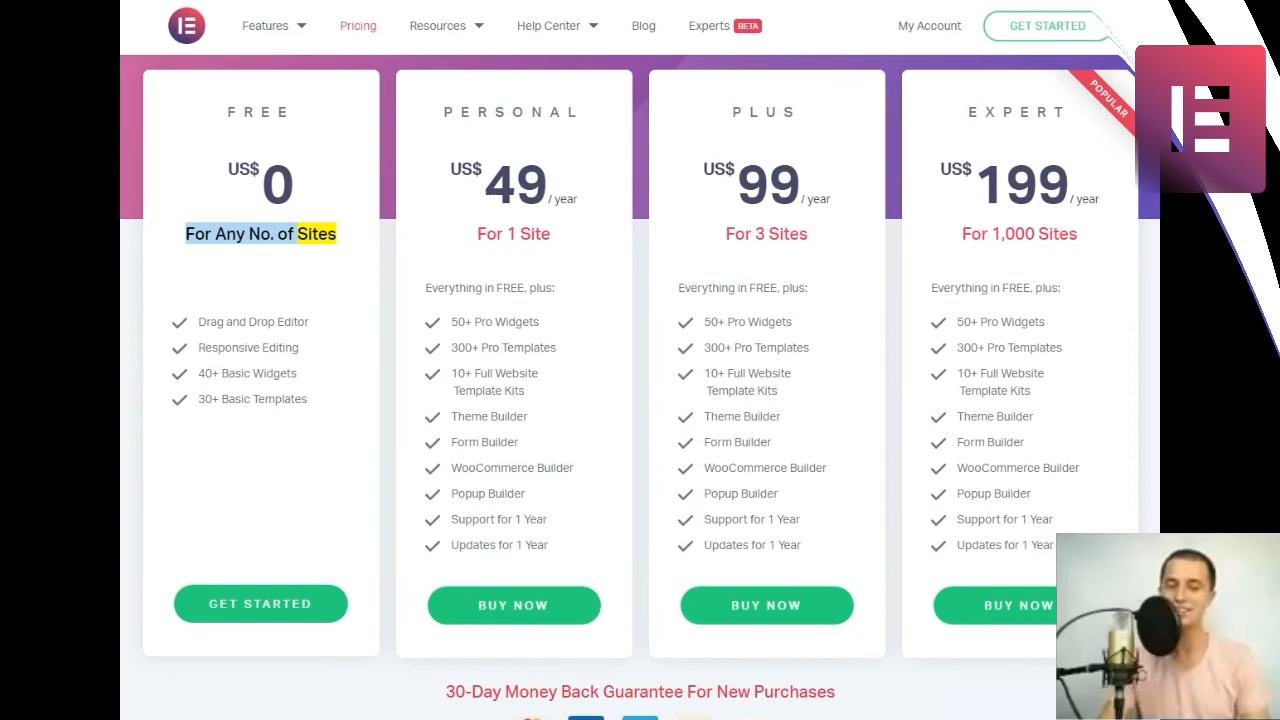 Features
Pricing
Resources
Help Center
Blog
Experts BETA
My Account
GET STARTED
FREE
US$ 0
For Any No. of Sites
Drag and Drop Editor
Responsive Editing
40+ Basic Widgets
30+ Basic Templates
GET STARTED
PERSONAL
US$ 49 / year
For 1 Site
Everything in FREE, plus:
50+ Pro Widgets
300+ Pro Templates
10+ Full Website
Template Kits
Theme Builder
Form Builder
WooCommerce Builder
Popup Builder
Support for 1 Year
Updates for 1 Year
BUY NOW
PLUS
US$ 99 / year
For 3 Sites
Everything in FREE, plus:
50+ Pro Widgets
300+ Pro Templates
10+ Full Website
Template Kits
Theme Builder
Form Builder
WooCommerce Builder
Popup Builder
Support for 1 Year
Updates for 1 Year
BUY NOW
POPULAR
EXPERT
US$ 199 / year
For 1,000 Sites
Everything in FREE, plus:
50+ Pro Widgets
300+ Pro Templates
10+ Full Website
Template Kits
Theme Builder
Form Builder
WooCommerce Builder
Popup Builder
Support for 1 Year
Updates for 1 Year
BUY NOW
30-Day Money Back Guarantee For New Purchases